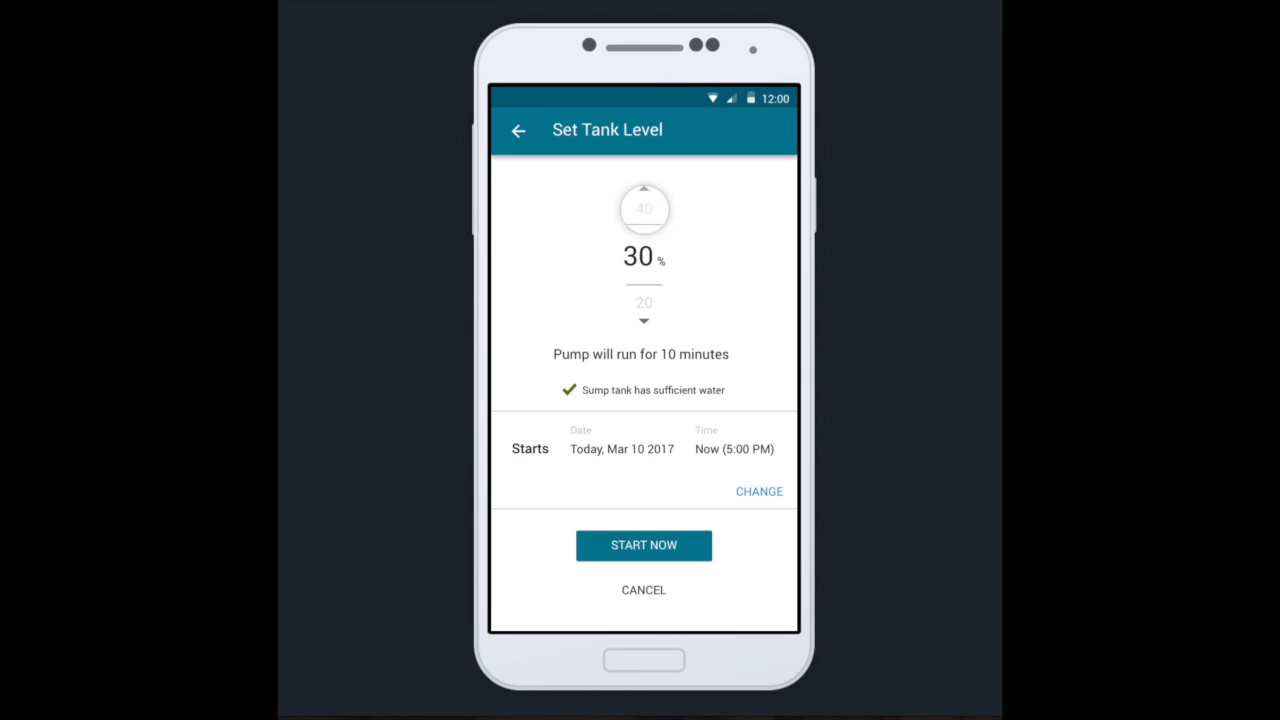 12:00
Set Tank Level
40
30 %
20
Pump will run for 10 minutes
Sump tank has sufficient water
Date Time
Starts Today, Mar 10 2017 Now (5:00 PM)
CHANGE
START NOW
CANCEL